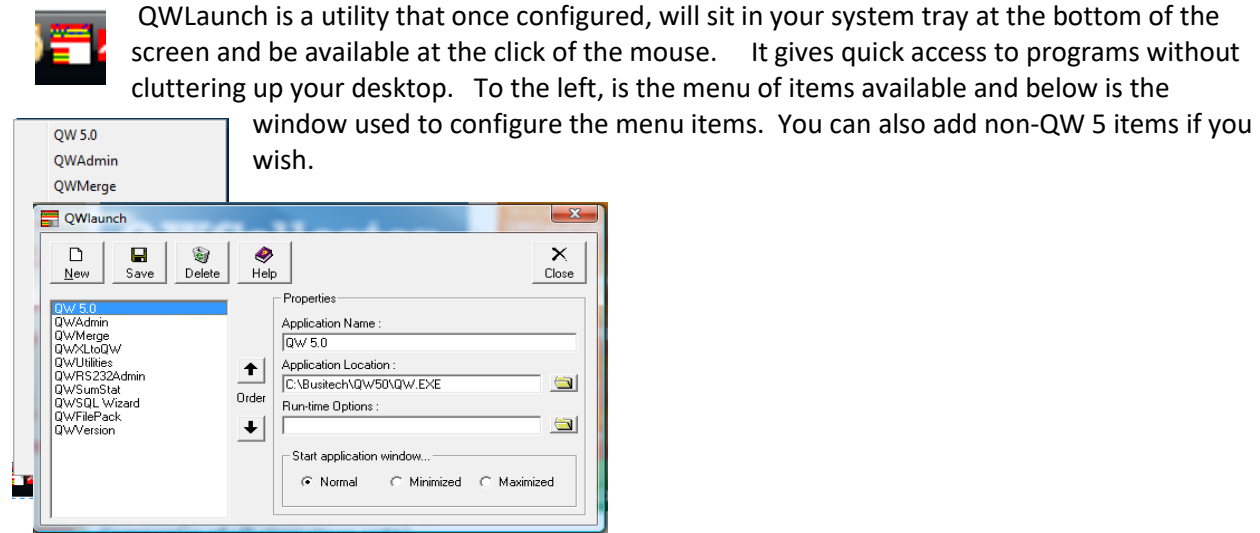 QWLaunch is a utility that once configured, will sit in your system tray at the bottom of the
screen and be available at the click of the mouse. It gives quick access to programs without
cluttering up your desktop. To the left, is the menu of items available and below is the
window used to configure the menu items. You can also add non-QW 5 items if you
wish.
QW 5.0
QWAdmin
QWMerge
QWlaunch
New Save Delete Help Close
QW 5.0
QWAdmin
QWMerge
QWXLtoQW
QWUtilities
QWRS232Admin
QWSumStat
QWSQL Wizard
QWFilePack
QWVersion
Order
Properties
Application Name :
QW 5.0
Application Location :
C:\Busitech\QW50\QW.EXE
Run-time Options :
Start application window...
Normal Minimized Maximized